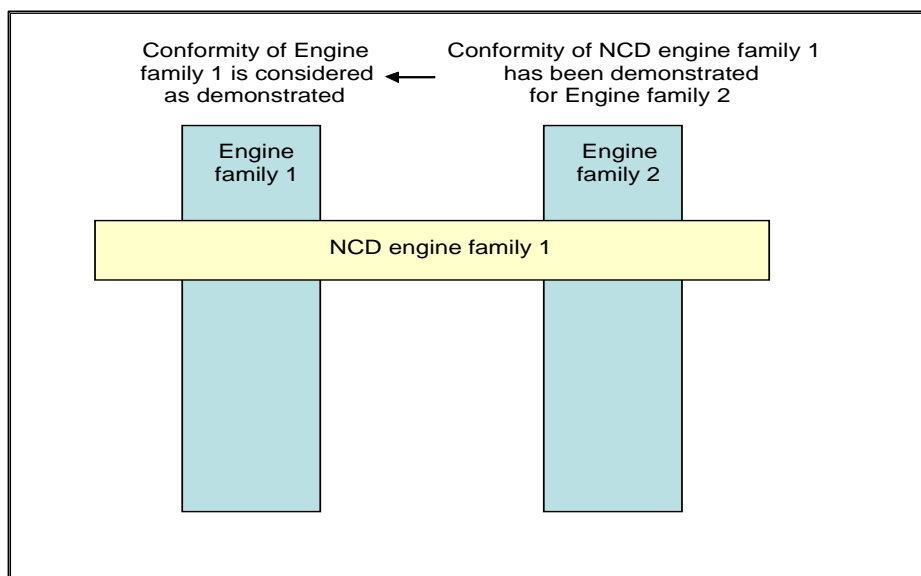 Conformity of Engine
family 1 is considered
as demonstrated
Conformity of NCD engine family 1
has been demonstrated
for Engine family 2
Engine
family 1
Engine
family 2
NCD engine family 1